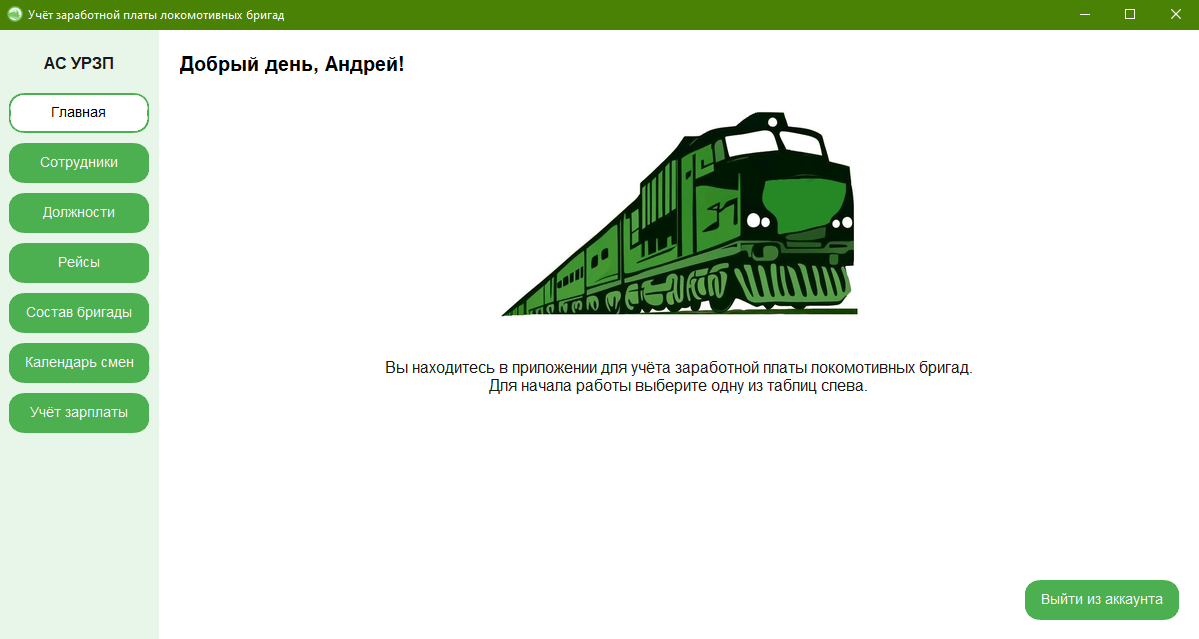 Учёт заработной платы локомотивных бригад
АС УРЗП
Главная
Сотрудники
Должности
Рейсы
Состав бригады
Календарь смен
Учёт зарплаты
Добрый день, Андрей!
Вы находитесь в приложении для учёта заработной платы локомотивных бригад.
Для начала работы выберите одну из таблиц слева.
Выйти из аккаунта